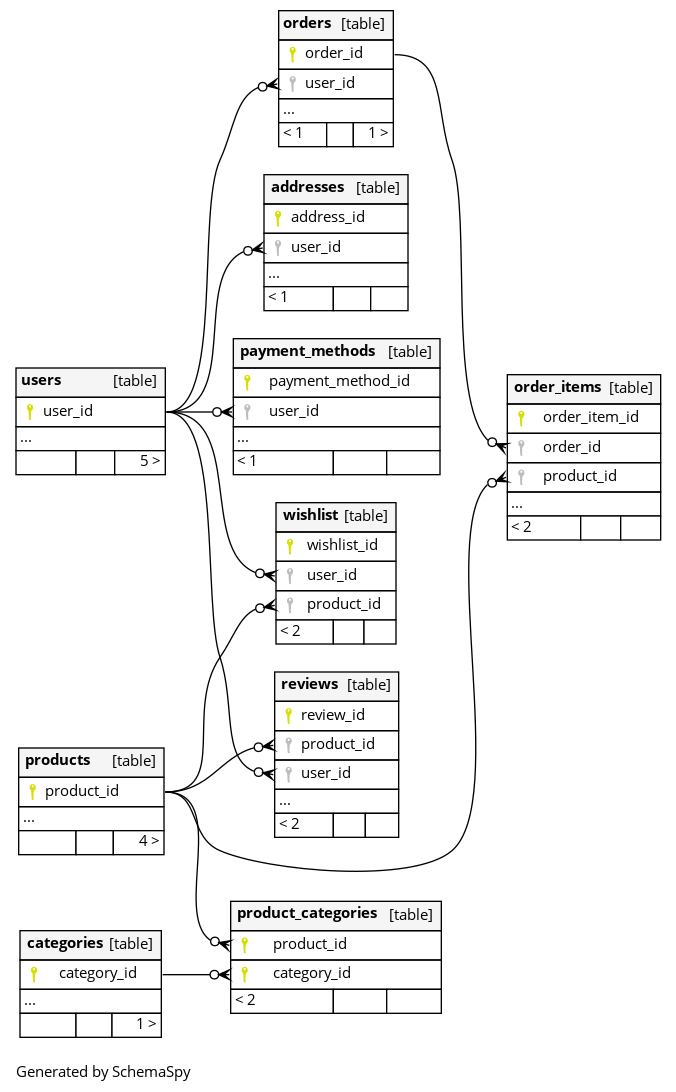 orders [table]
order_id
user_id
...
< 1 1 >
addresses [table]
address_id
user_id
...
< 1
payment_methods [table]
payment_method_id
user_id
...
< 1
users [table]
user_id
...
5 >
order_items [table]
order_item_id
order_id
product_id
...
< 2
wishlist [table]
wishlist_id
user_id
product_id
< 2
reviews [table]
review_id
product_id
user_id
...
< 2
products [table]
product_id
...
4 >
product_categories [table]
product_id
category_id
< 2
categories [table]
category_id
...
1 >
Generated by SchemaSpy